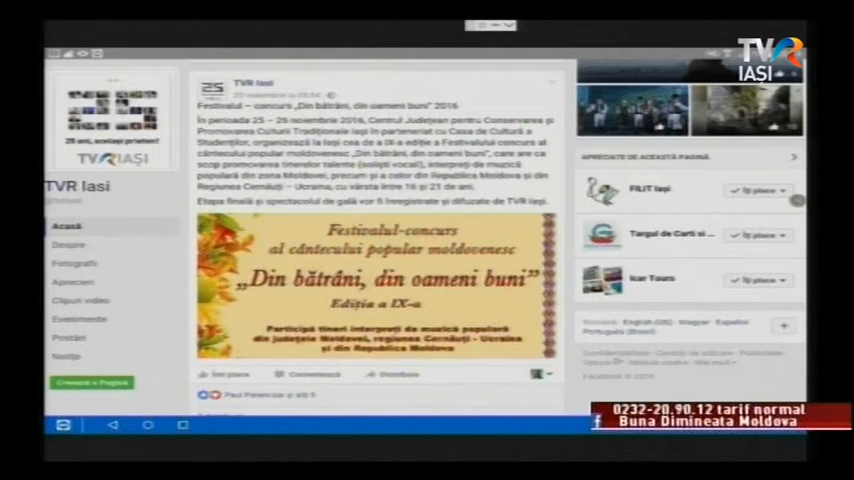 TVR
IAȘI
25
25 ani, aceiași prieteni!
TVR IAȘI
TVR Iasi
Acasă
Despre
Fotografii
Aprecieri
Clipuri video
Evenimente
Postări
Notițe
Creează o Pagină
25
TVR Iasi
Festivalul – concurs „Din bătrâni, din oameni buni” 2016
În perioada 25 – 26 noiembrie 2016, Centrul Județean pentru Conservarea și
Promovarea Culturii Tradiționale Iași în parteneriat cu Casa de Cultură a
Studenților, organizează la Iași cea de a IX-a ediție a Festivalului concurs al
cântecului popular moldovenesc „Din bătrâni, din oameni buni”, care are ca
scop promovarea tinerelor talente (soliști vocali), interpreți de muzică
populară din zona Moldovei, precum și a celor din Republica Moldova și din
Regiunea Cernăuți – Ucraina, cu vârsta între 16 și 21 de ani.
Etapa finală și spectacolul de gală vor fi înregistrate și difuzate de TVR Iași.
Festivalul-concurs
al cântecului popular moldovenesc
„Din bătrâni, din oameni buni”
Ediția a IX-a
Participă tineri interpreți de muzică populară
din județele Moldovei, regiunea Cernăuți - Ucraina
și din Republica Moldova
Îmi place
Comentează
Distribuie
APRECIATE DE ACEASTĂ PAGINĂ
FILIT Iași
Îți place
Targul de Carti si ...
Îți place
Icar Tours
Îți place
Română · English (US) · Magyar · Español
Português (Brasil)
Facebook © 2016
0232-20.90.12 tarif normal
Buna Dimineata Moldova